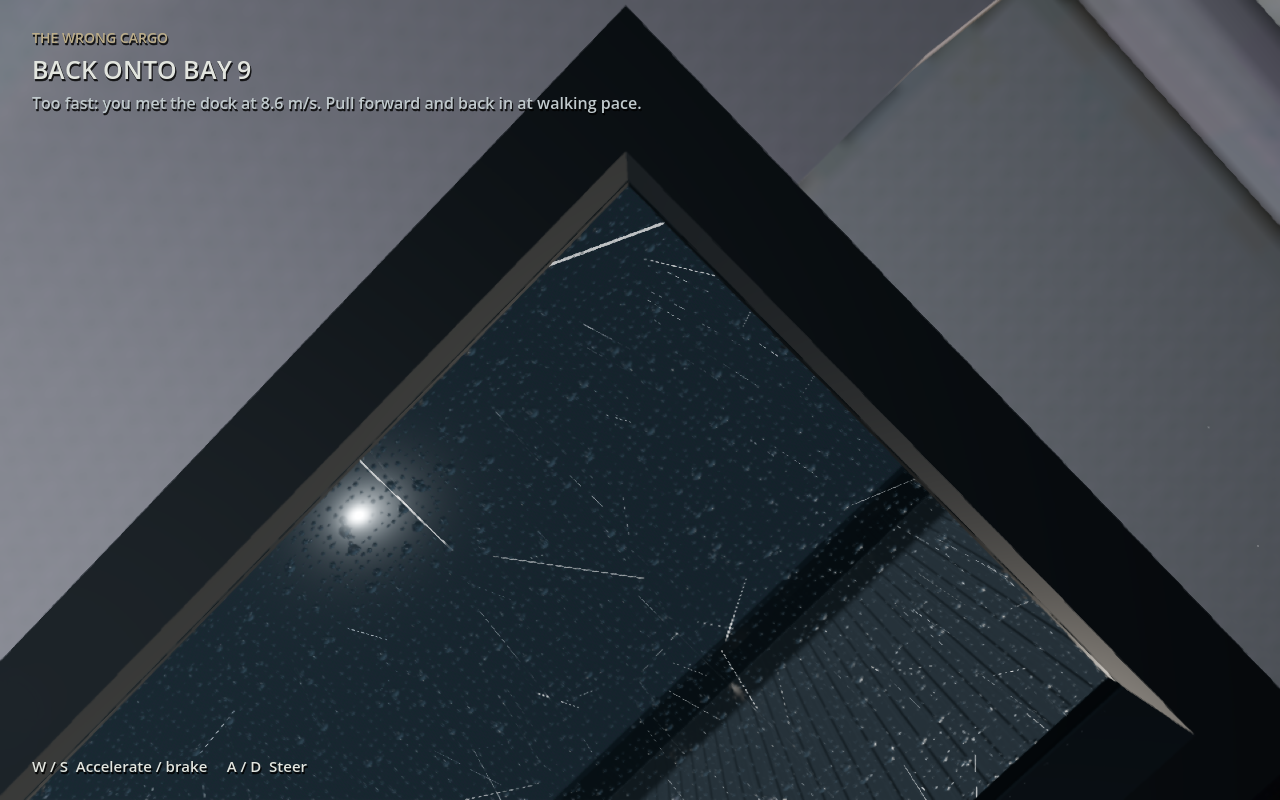 THE WRONG CARGO
BACK ONTO BAY 9
Too fast: you met the dock at 8.6 m/s. Pull forward and back in at walking pace.
W / S Accelerate / brake A / D Steer